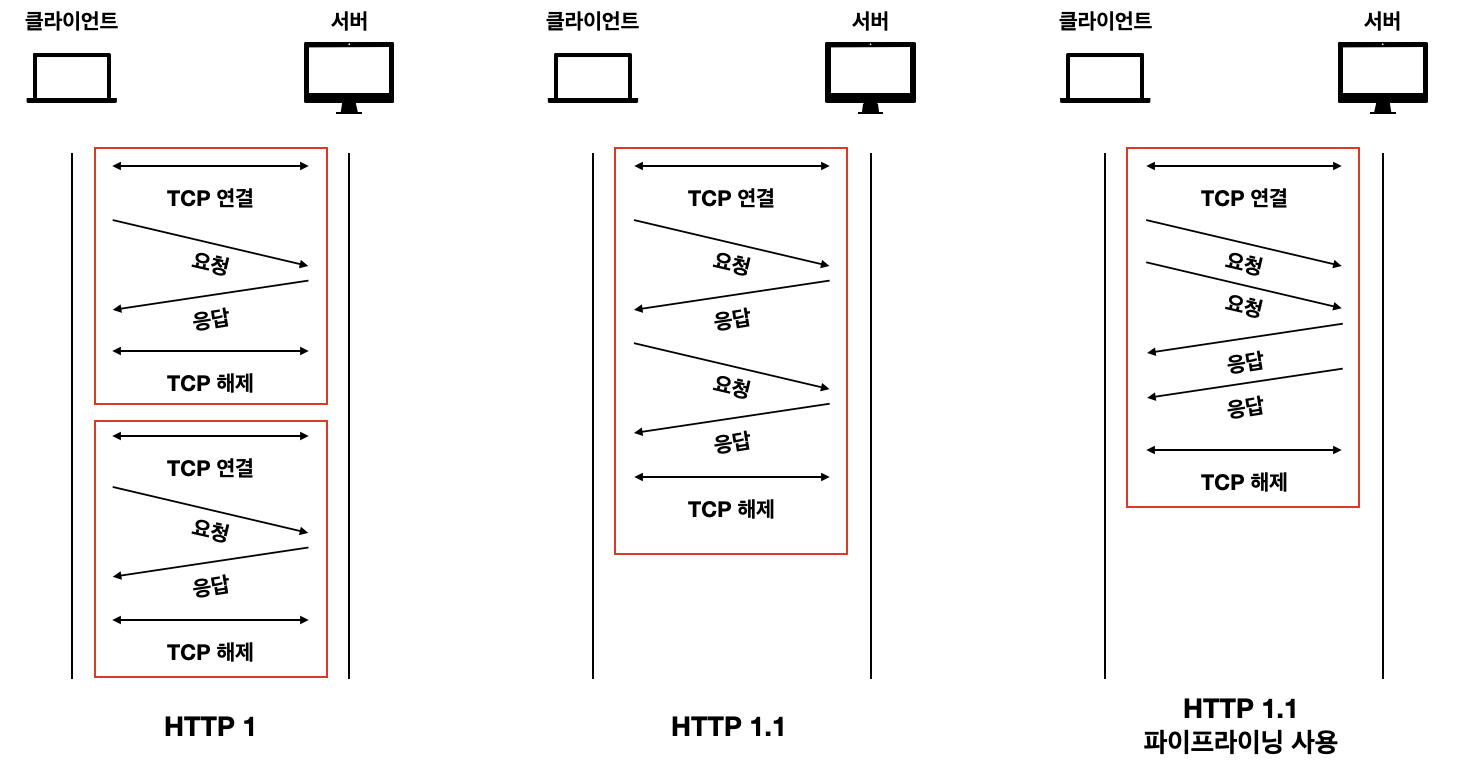 클라이언트
서버
TCP 연결
요청
응답
TCP 해제
TCP 연결
요청
응답
TCP 해제
HTTP 1
클라이언트
서버
TCP 연결
요청
응답
요청
응답
TCP 해제
HTTP 1.1
클라이언트
서버
TCP 연결
요청
요청
응답
응답
TCP 해제
HTTP 1.1
파이프라이닝 사용